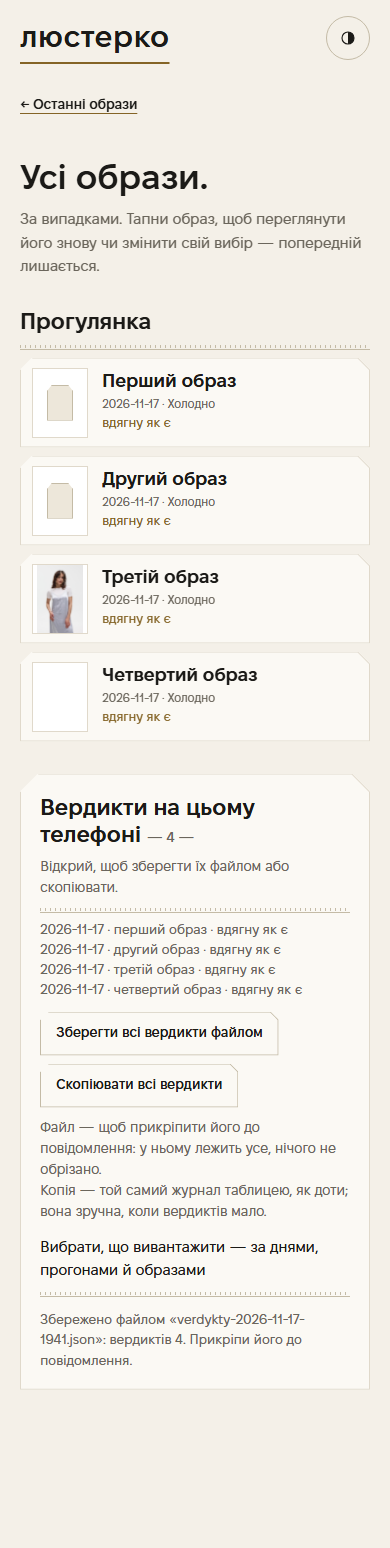 люстерко
← Останні образи
Усі образи.
За випадками. Тапни образ, щоб переглянути
його знову чи змінити свій вибір — попередній
лишається.
Прогулянка
Перший образ
2026-11-17 · Холодно
вдягну як є
Другий образ
2026-11-17 · Холодно
вдягну як є
Третій образ
2026-11-17 · Холодно
вдягну як є
Четвертий образ
2026-11-17 · Холодно
вдягну як є
Вердикти на цьому
телефоні — 4 —
Відкрий, щоб зберегти їх файлом або
скопіювати.
2026-11-17 · перший образ · вдягну як є
2026-11-17 · другий образ · вдягну як є
2026-11-17 · третій образ · вдягну як є
2026-11-17 · четвертий образ · вдягну як є
Зберегти всі вердикти файлом
Скопіювати всі вердикти
Файл — щоб прикріпити його до
повідомлення: у ньому лежить усе, нічого не
обрізано.
Копія — той самий журнал таблицею, як доти;
вона зручна, коли вердиктів мало.
Вибрати, що вивантажити — за днями,
прогонами й образами
Збережено файлом «verdykty-2026-11-17-
1941.json»: вердиктів 4. Прикріпи його до
повідомлення.